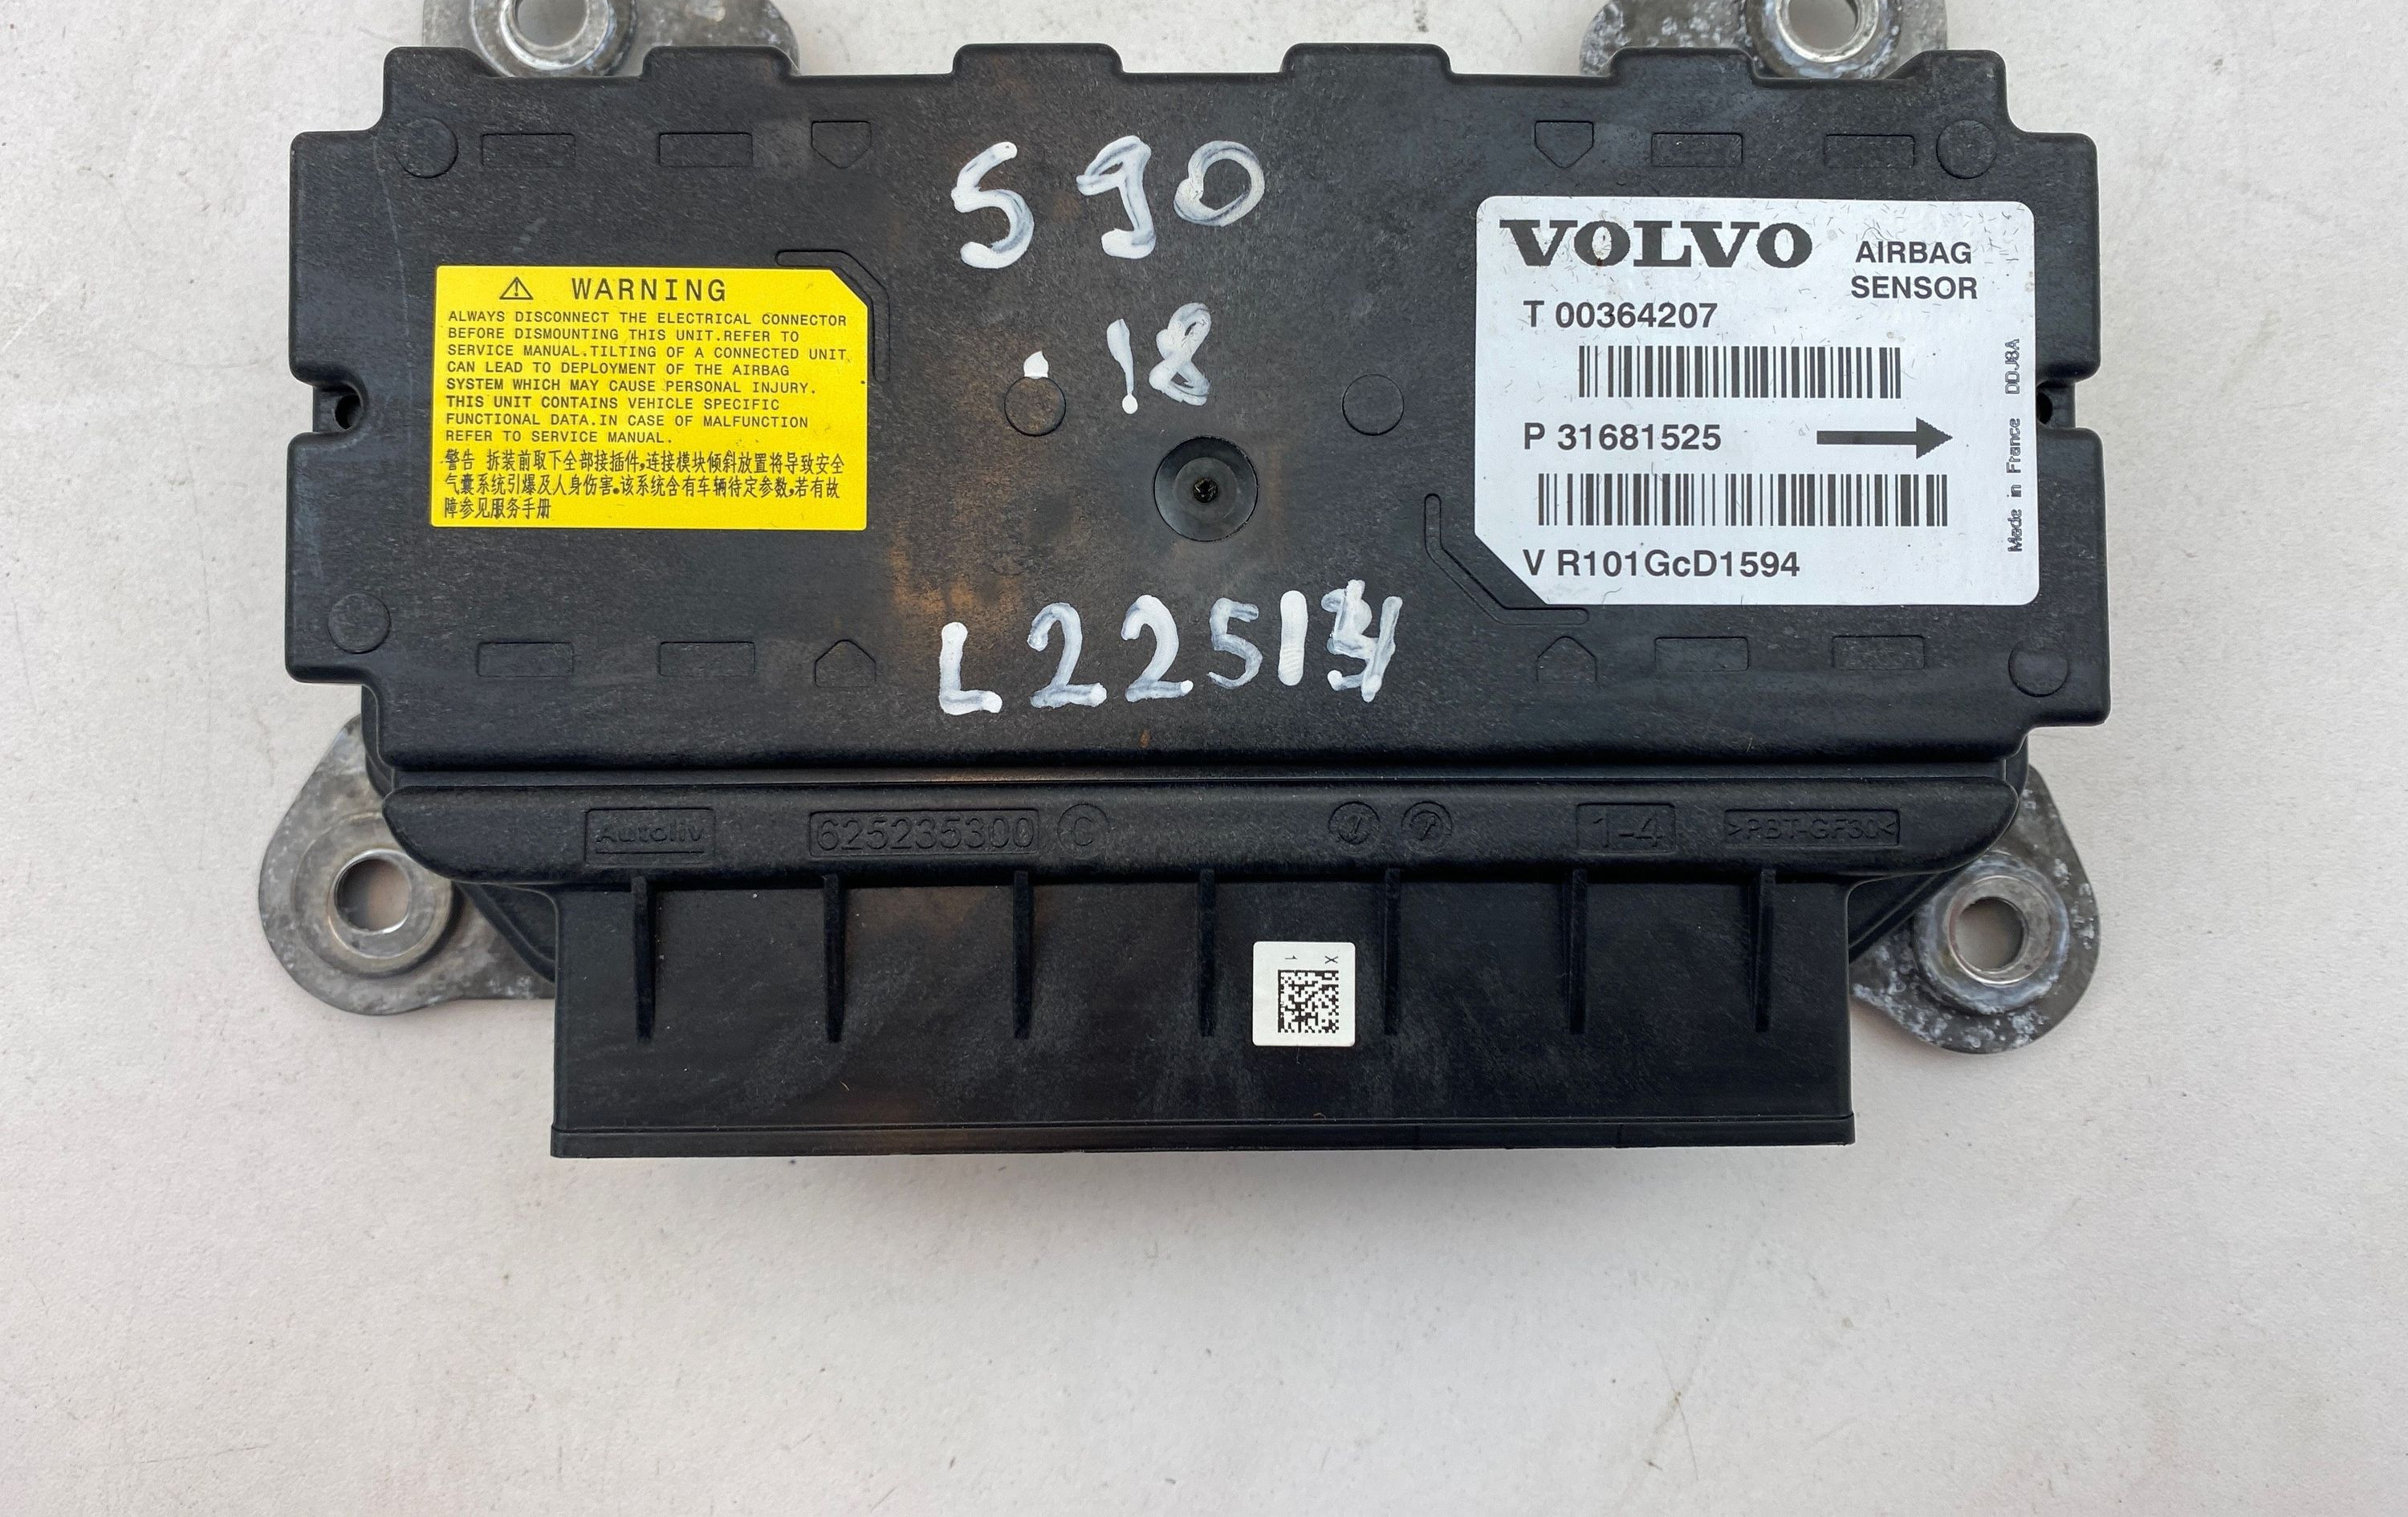 S90
.18
L2251
WARNING
ALWAYS DISCONNECT THE ELECTRICAL CONNECTOR
BEFORE DISMOUNTING THIS UNIT.REFER TO
SERVICE MANUAL.TILTING OF A CONNECTED UNIT
CAN LEAD TO DEPLOYMENT OF THE AIRBAG
SYSTEM WHICH MAY CAUSE PERSONAL INJURY.
THIS UNIT CONTAINS VEHICLE SPECIFIC
FUNCTIONAL DATA.IN CASE OF MALFUNCTION
REFER TO SERVICE MANUAL.
警告 拆装前取下全部接插件,连接模块倾斜放置将导致安全
气囊系统引爆及人身伤害.该系统含有车辆待定参数,若有故
障参见服务手册
VOLVO
AIRBAG
SENSOR
T 00364207
P 31681525
V R101GcD1594
Made in France DDJ8A
Autoliv 625235300 C 1-4 >PBT-GF30<
X
1